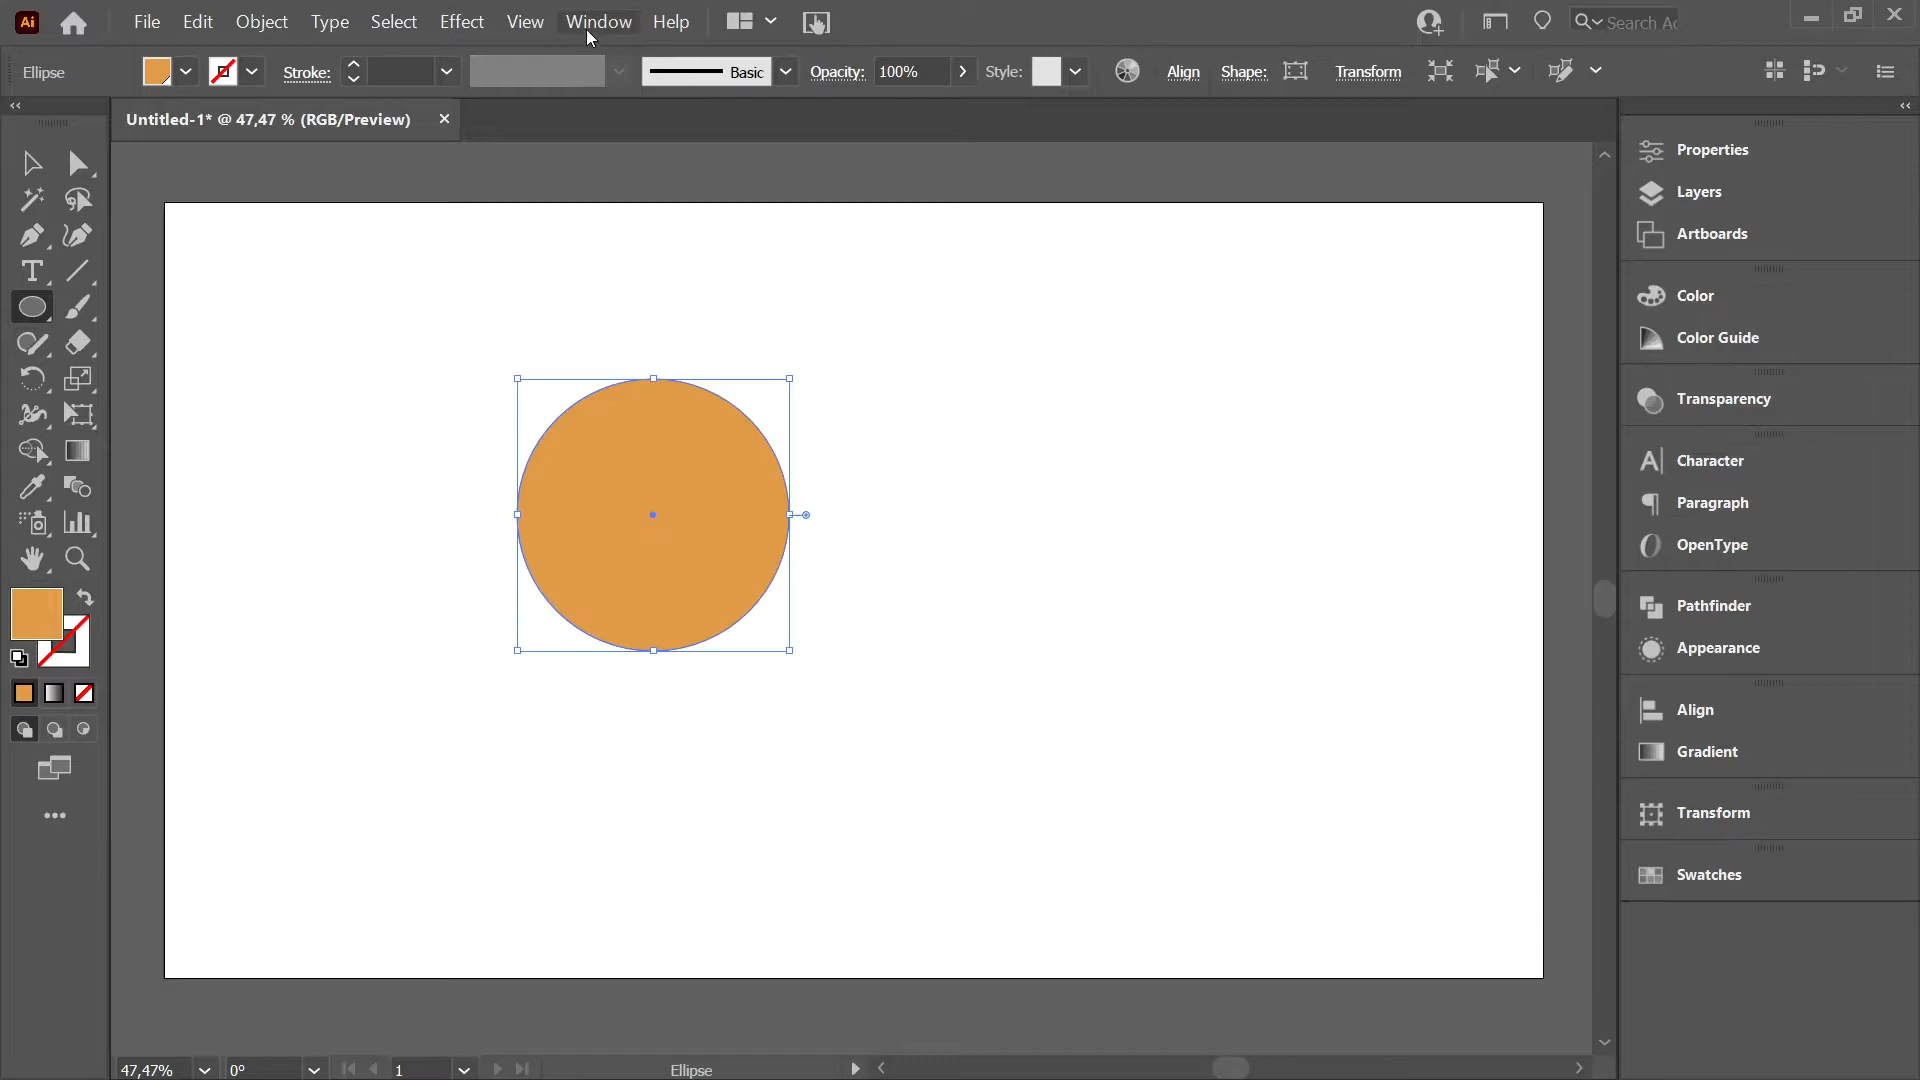 Ai File Edit Object Type Select Effect View Window Help Search Ad
Ellipse Stroke: Basic Opacity: 100% Style: Align Shape: Transform
Untitled-1* @ 47,47 % (RGB/Preview)
Properties
Layers
Artboards
Color
Color Guide
Transparency
Character
Paragraph
OpenType
Pathfinder
Appearance
Align
Gradient
Transform
Swatches
47,47% 0° 1 Ellipse